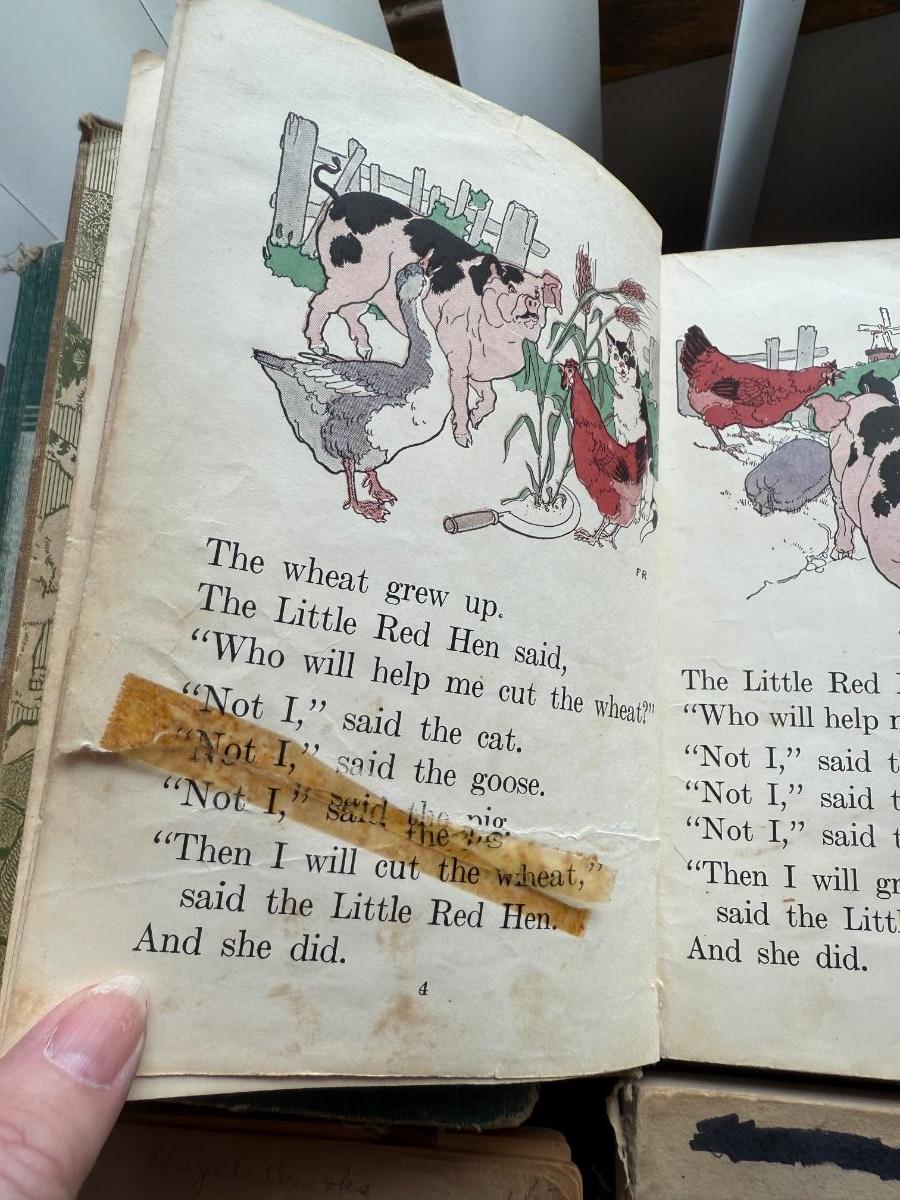 FR
The wheat grew up.
The Little Red Hen said,
“Who will help me cut the wheat?”
“Not I,” said the cat.
“Not I,” said the goose.
“Not I,” said the pig.
“Then I will cut the wheat,”
said the Little Red Hen.
And she did.
4
The Little Red
“Who will help
“Not I,” said
“Not I,” said
“Not I,” said
“Then I will
said the
And she did.